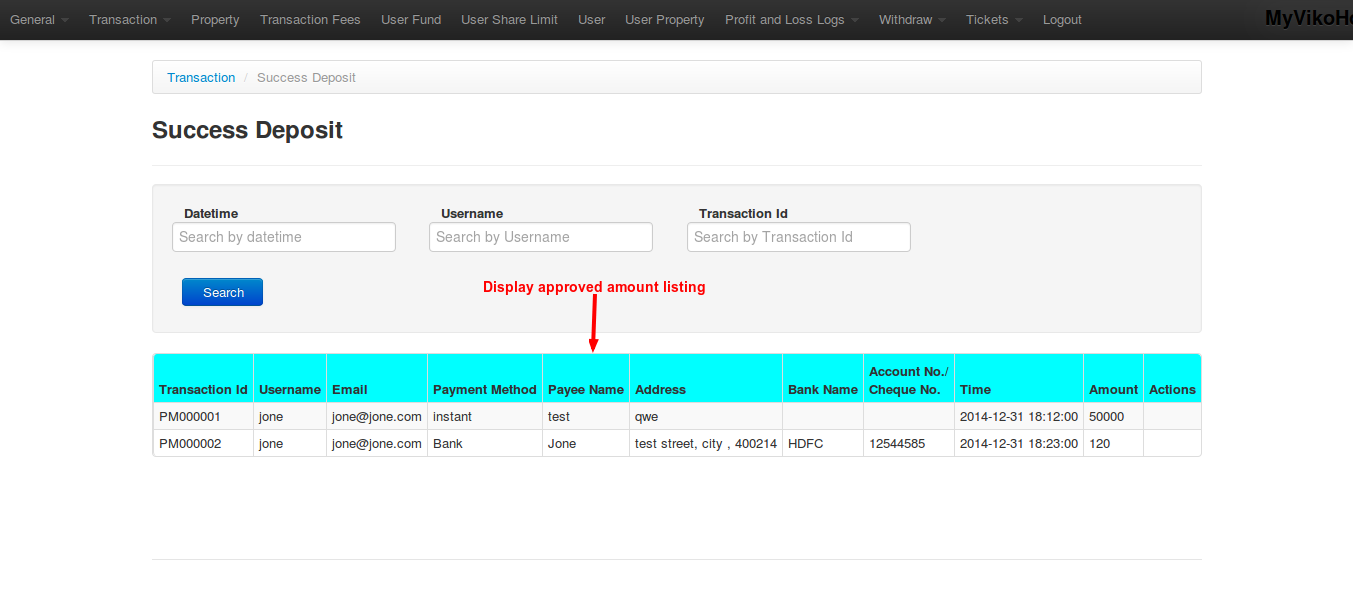 General Transaction Property Transaction Fees User Fund User Share Limit User User Property Profit and Loss Logs Withdraw Tickets Logout MyVikoHo
Transaction / Success Deposit
Success Deposit
Datetime Username Transaction Id
Search by datetime Search by Username Search by Transaction Id
Search
Display approved amount listing
Transaction Id Username Email Payment Method Payee Name Address Bank Name Account No./ Cheque No. Time Amount Actions
PM000001 jone jone@jone.com instant test qwe 2014-12-31 18:12:00 50000
PM000002 jone jone@jone.com Bank Jone test street, city , 400214 HDFC 12544585 2014-12-31 18:23:00 120